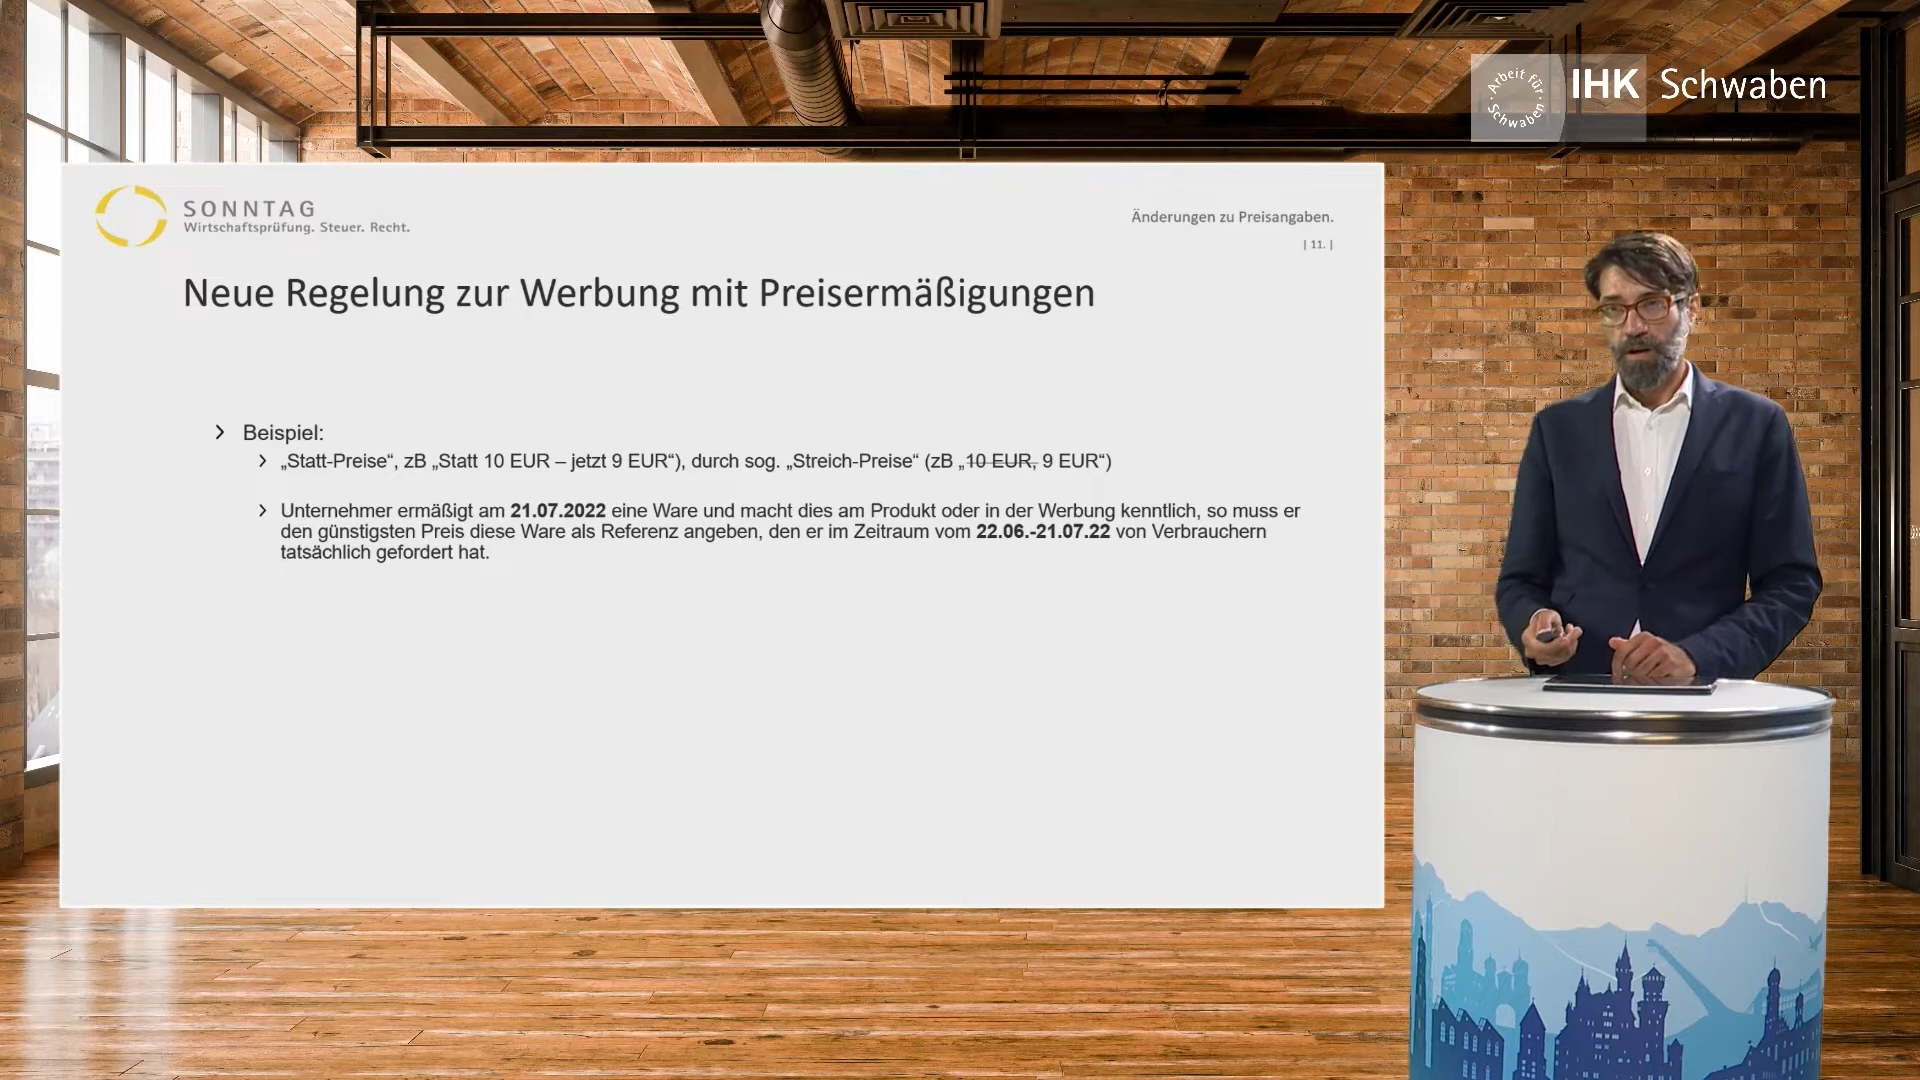 Arbeit für
Schwaben
IHK Schwaben
SONNTAG
Wirtschaftsprüfung. Steuer. Recht.
Änderungen zu Preisangaben.
| 11. |
Neue Regelung zur Werbung mit Preisermäßigungen
Beispiel:
„Statt-Preise“, zB „Statt 10 EUR – jetzt 9 EUR“), durch sog. „Streich-Preise“ (zB „10 EUR, 9 EUR“)
Unternehmer ermäßigt am 21.07.2022 eine Ware und macht dies am Produkt oder in der Werbung kenntlich, so muss er
den günstigsten Preis diese Ware als Referenz angeben, den er im Zeitraum vom 22.06.-21.07.22 von Verbrauchern
tatsächlich gefordert hat.